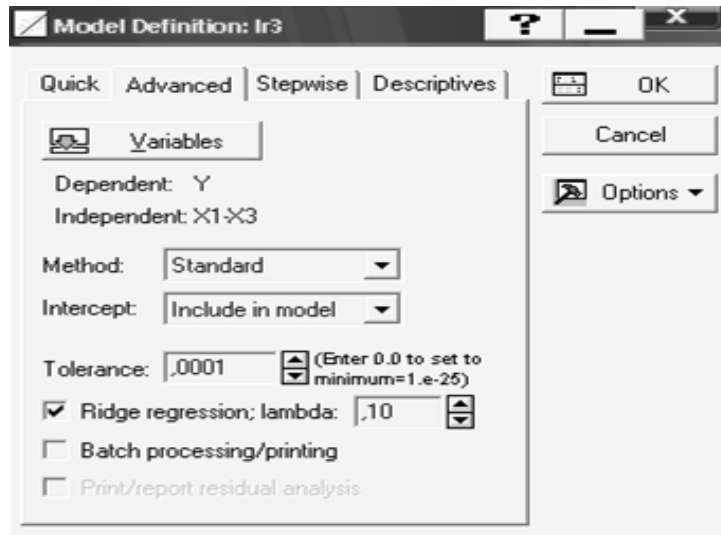 Model Definition: lr3
? _ X
Quick Advanced Stepwise Descriptives
OK
Variables
Cancel
Dependent: Y
Options
Independent: X1-X3
Method: Standard
Intercept: Include in model
Tolerance: ,0001 (Enter 0.0 to set to
minimum=1.e-25)
Ridge regression; lambda: ,10
Batch processing/printing
Print/report residual analysis